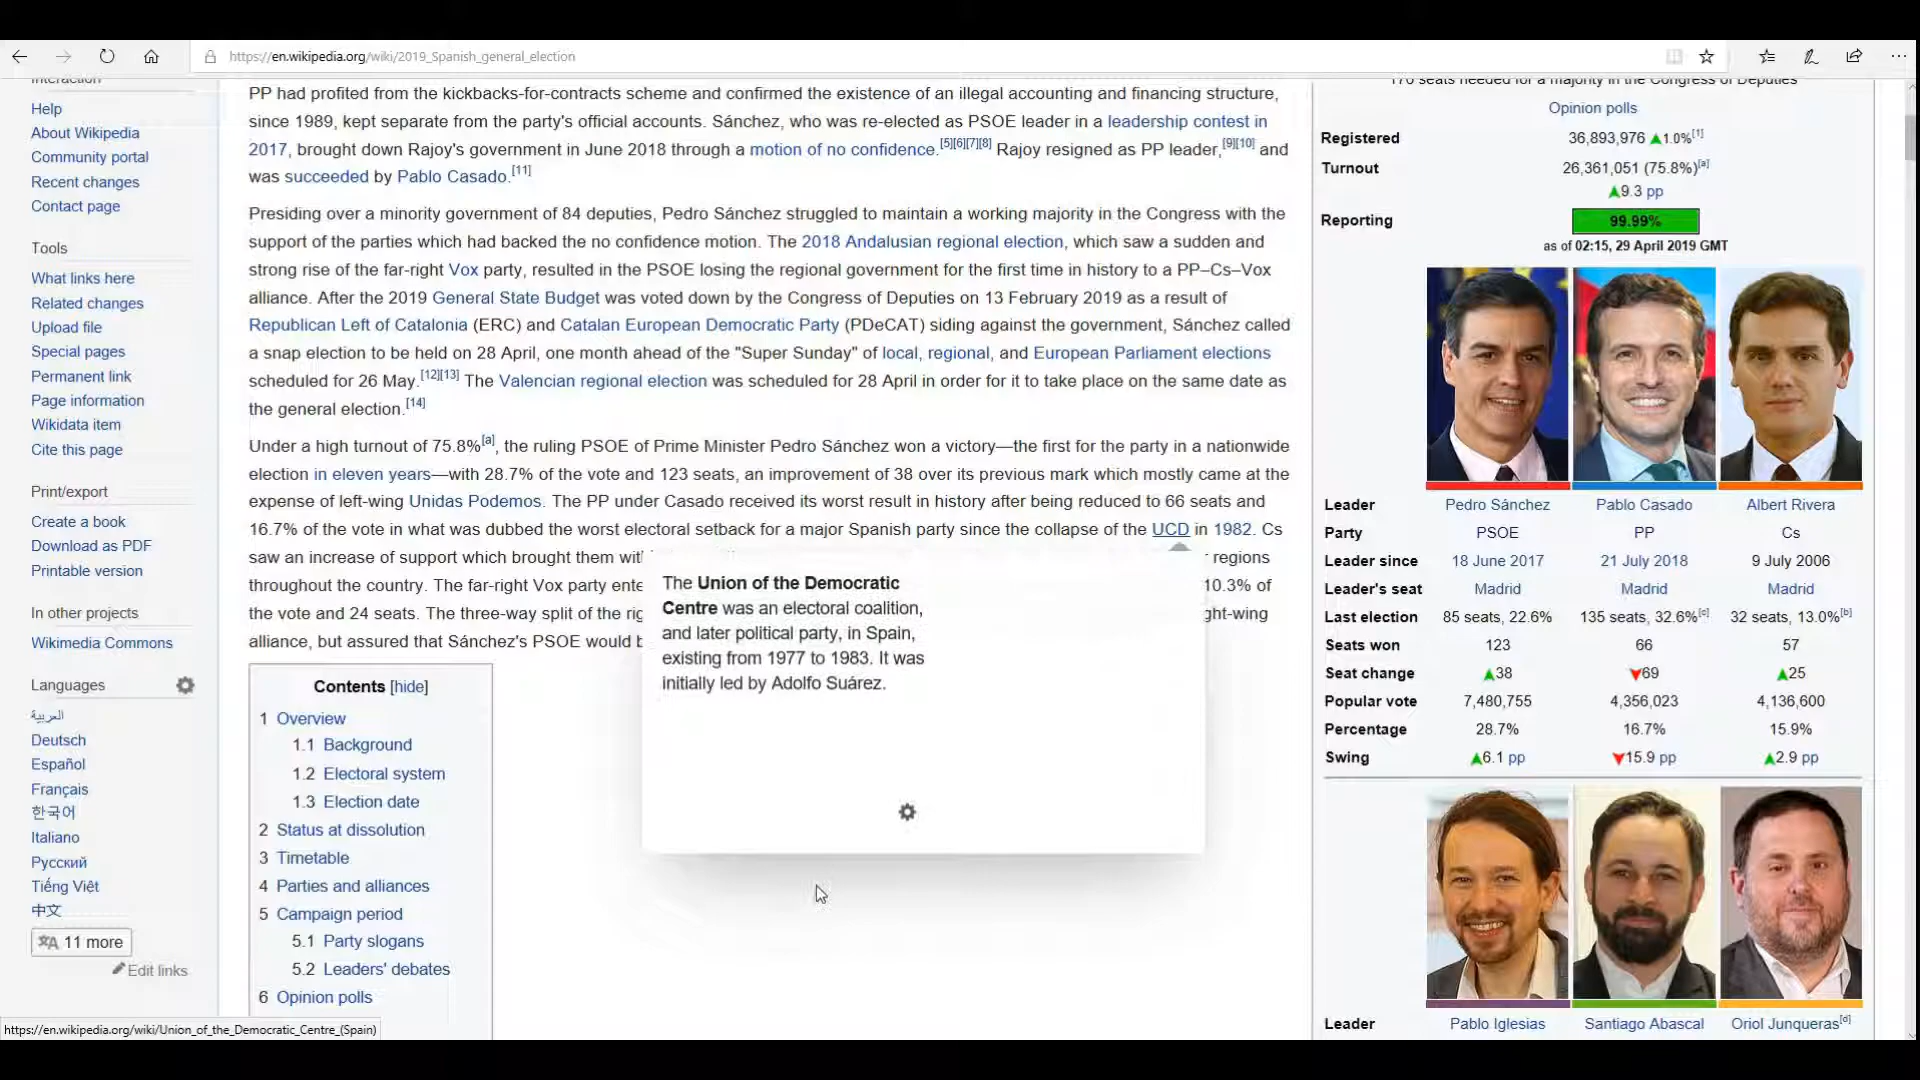 https://en.wikipedia.org/wiki/2019_Spanish_general_election
Interaction
Help
About Wikipedia
Community portal
Recent changes
Contact page
Tools
What links here
Related changes
Upload file
Special pages
Permanent link
Page information
Wikidata item
Cite this page
Print/export
Create a book
Download as PDF
Printable version
In other projects
Wikimedia Commons
Languages
العربية
Deutsch
Español
Français
한국어
Italiano
Русский
Tiếng Việt
中文
11 more
Edit links
PP had profited from the kickbacks-for-contracts scheme and confirmed the existence of an illegal accounting and financing structure,
since 1989, kept separate from the party's official accounts. Sánchez, who was re-elected as PSOE leader in a leadership contest in
2017, brought down Rajoy's government in June 2018 through a motion of no confidence.[5][6][7][8] Rajoy resigned as PP leader,[9][10] and
was succeeded by Pablo Casado.[11]
Presiding over a minority government of 84 deputies, Pedro Sánchez struggled to maintain a working majority in the Congress with the
support of the parties which had backed the no confidence motion. The 2018 Andalusian regional election, which saw a sudden and
strong rise of the far-right Vox party, resulted in the PSOE losing the regional government for the first time in history to a PP–Cs–Vox
alliance. After the 2019 General State Budget was voted down by the Congress of Deputies on 13 February 2019 as a result of
Republican Left of Catalonia (ERC) and Catalan European Democratic Party (PDeCAT) siding against the government, Sánchez called
a snap election to be held on 28 April, one month ahead of the "Super Sunday" of local, regional, and European Parliament elections
scheduled for 26 May.[12][13] The Valencian regional election was scheduled for 28 April in order for it to take place on the same date as
the general election.[14]
Under a high turnout of 75.8%[a], the ruling PSOE of Prime Minister Pedro Sánchez won a victory—the first for the party in a nationwide
election in eleven years—with 28.7% of the vote and 123 seats, an improvement of 38 over its previous mark which mostly came at the
expense of left-wing Unidas Podemos. The PP under Casado received its worst result in history after being reduced to 66 seats and
16.7% of the vote in what was dubbed the worst electoral setback for a major Spanish party since the collapse of the UCD in 1982. Cs
saw an increase of support which brought them regions
throughout the country. The far-right Vox party 10.3% of
the vote and 24 seats. The three-way split of the ght-wing
alliance, but assured that Sánchez's PSOE would
The Union of the Democratic
Centre was an electoral coalition,
and later political party, in Spain,
existing from 1977 to 1983. It was
initially led by Adolfo Suárez.
Contents [hide]
1 Overview
1.1 Background
1.2 Electoral system
1.3 Election date
2 Status at dissolution
3 Timetable
4 Parties and alliances
5 Campaign period
5.1 Party slogans
5.2 Leaders' debates
6 Opinion polls
176 seats needed for a majority in the Congress of Deputies
Opinion polls
Registered 36,893,976 ▲1.0%[1]
Turnout 26,361,051 (75.8%)[a]
▲9.3 pp
Reporting 99.99%
as of 02:15, 29 April 2019 GMT
Leader Pedro Sánchez Pablo Casado Albert Rivera
Party PSOE PP Cs
Leader since 18 June 2017 21 July 2018 9 July 2006
Leader's seat Madrid Madrid Madrid
Last election 85 seats, 22.6% 135 seats, 32.6%[c] 32 seats, 13.0%[b]
Seats won 123 66 57
Seat change ▲38 ▼69 ▲25
Popular vote 7,480,755 4,356,023 4,136,600
Percentage 28.7% 16.7% 15.9%
Swing ▲6.1 pp ▼15.9 pp ▲2.9 pp
Leader Pablo Iglesias Santiago Abascal Oriol Junqueras[d]
https://en.wikipedia.org/wiki/Union_of_the_Democratic_Centre_(Spain)